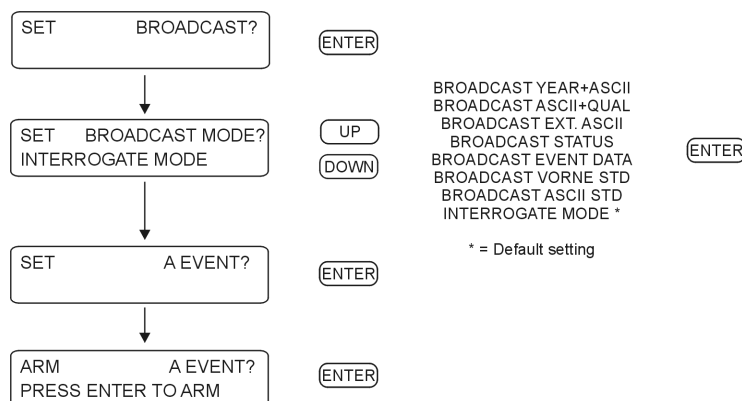 SET BROADCAST?
ENTER
SET BROADCAST MODE?
INTERROGATE MODE
UP
DOWN
BROADCAST YEAR+ASCII
BROADCAST ASCII+QUAL
BROADCAST EXT. ASCII
BROADCAST STATUS
BROADCAST EVENT DATA
BROADCAST VORNE STD
BROADCAST ASCII STD
INTERROGATE MODE *
* = Default setting
ENTER
SET A EVENT?
ENTER
ARM A EVENT?
PRESS ENTER TO ARM
ENTER